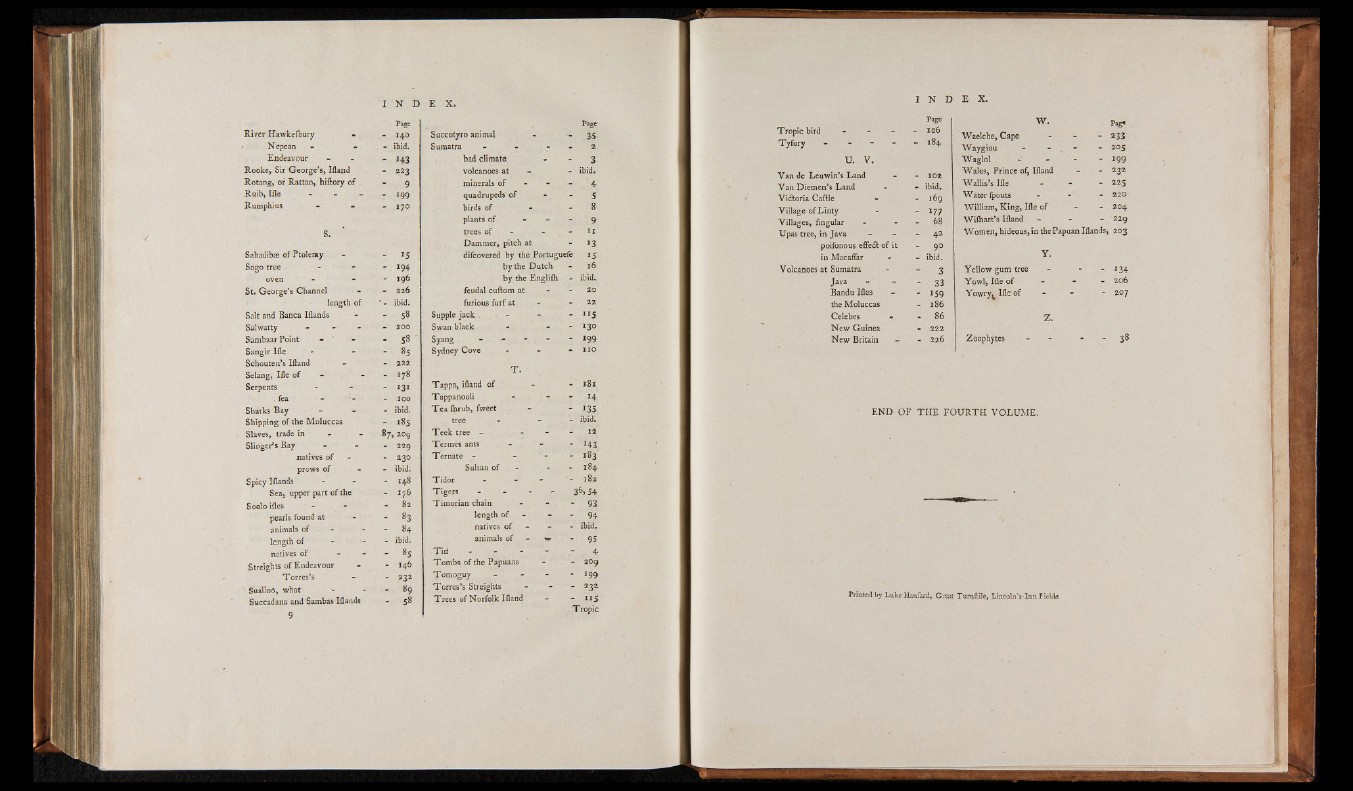 I N D E X.
Page
River Hawkeſbury - - 140
Nepean - - - ibid.
Endeavour - - - 143
Rooke, Sir George's, Iſland - 223
Rotang, or Rattan, hiſtory of - 9
Ruib, Iſle - - - - 199
Rumphius - - - 170
S.
Sabadibæ of Ptolemy - - 15
Sago tree - - - 194
oven - - - 196
St. George's Channel - - 226
length of - ibid.
Salt and Banca Iſlands - - 58
Salwatty - - - - 200
Sambaar Point - - - 58
Sangir Iſle - - - 85
Schouten's Iſland - - 222
Selang, Iſle of - - - 178
Serpents - - - 131
ſea - - - 100
Sharks Bay - - - ibid.
Shipping of the Moluccas - 185
Slaves, trade in - - 87, 209
Slinger's Bay - - - 229
natives of - - 230
prows of - - ibid.
Spicy Iſlands - - - 148
Sea, upper part of the - 176
Sooloo iſles - - - 82
pearls found at - - 83
animals of - - - 84
length of - - - ibid.
natives of - - - 85
Streights of Endeavour - - 146
Torres's - - 232
Sualloo, what - - - 89
Succadana and Sambas Iſlands - 58
9
Page
Succotyro animal - - 35
Sumatra - - - - 2
bad climate - - 3
volcanoes at - - ibid.
minerals of - - - 4
quadrupeds of - - 5
birds of - - - 8
plants of - - - 9
trees of - - - 11
Dammer, pitch at - 13
diſcovered by the Portugueſe 15
by the Dutch - 16
by the Engliſh - ibid.
feudal cuſtom at - - 20
furious ſurf at - - 22
Supple jack - - - 115
Swan black - - - 130
Syang - - - - - 199
Sydney Cove - - - 110
T.
Tappa, iſland of - - 181
Tappanooli - - - 14
Tea ſhrub, ſweet - - 135
tree - - - ibid.
Teek tree - - - - 12
Termes ants - - - 143
Ternate - - - - 183
Sultan of - - - 184
Tidor - - - - 182
Tigers - - - - 36, 54
Timorian chain - - - 93
length of - - - 94
natives of - - - ibid.
animals of - - - 95
Tin - - - - - 4
Tombs of the Papuans - - 209
Tomoguy - - - - 199
Torres's Streights - - - 232
Trees of Norfolk Iſland - - 115
Tropic
I N D E X.
Page
Tropic bird - - - - 106
Tyfory - - - - - 184
U. V.
Van de Leuwin's Land - - 102
Van Diemen's Land - - ibid.
Victoria Caſtle - - 169
Village of Linty - - 177
Villages, ſingular - - - 68
Upas tree, in Java - - - 42
poiſonous effect of it - 90
in Macaſſar - - ibid.
Volcanoes at Sumatra - - 3
Java - - - 33
Bandu Iſles - - 159
the Moluccas - 186
Celebes - - 86
New Guinea - 222
New Britain - - 226
W.
Page
Waelche, Cape - - - 233
Waygiou - - - - 205
Waglol - - - - 199
Wales, Prince of, Iſland - - 232
Wallis's Iſle - - - 225
Water ſpouts - - - 220
William, King, Iſle of - - 204
Wiſhart's Iſland - - - 229
Women, hideous, in the Papuan Iſlands, 203
Y.
Yellow gum tree - - - 134
Yowl, Iſle of - - - 206
Yowry, Iſle of - - - 207
Z.
Zoophytes - - - - 38
END OF THE FOURTH VOLUME.
Printed by Luke Hanſard, Great Turnſtile, Lincoln's-Inn Fields